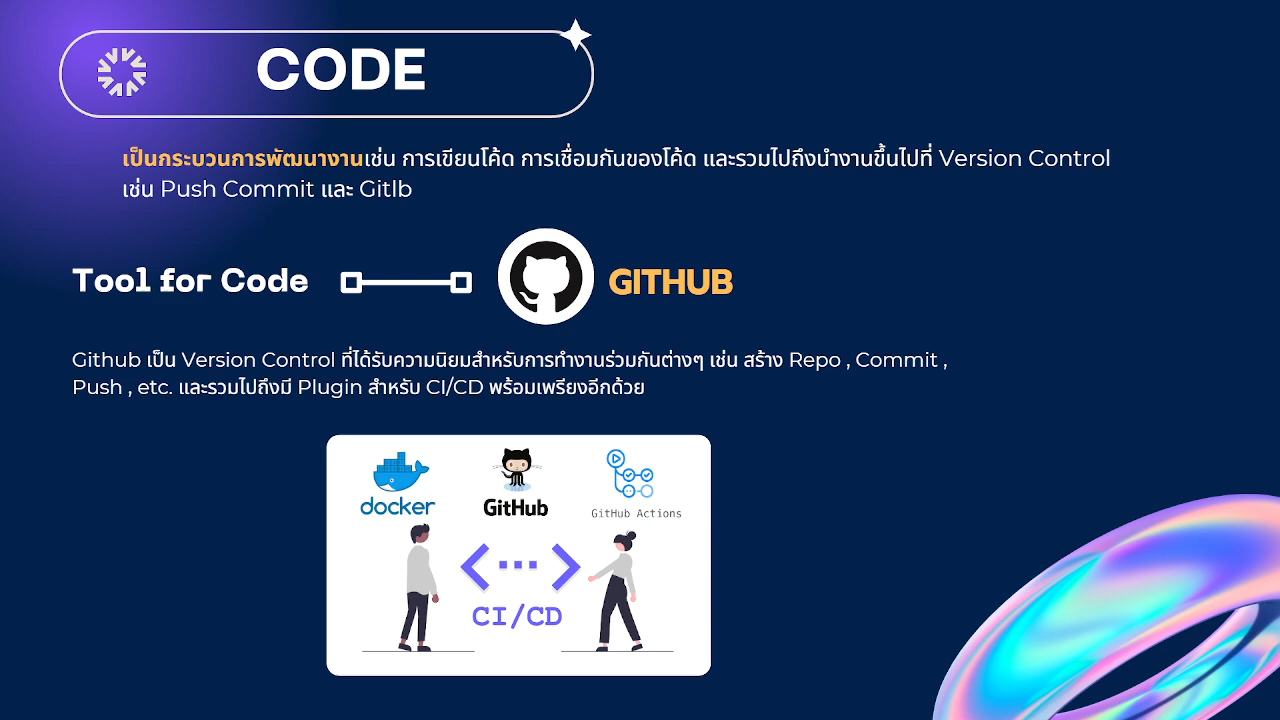 CODE
เป็นกระบวนการพัฒนางานเช่น การเขียนโค้ด การเชื่อมกันของโค้ด และรวมไปถึงนำงานขึ้นไปที่ Version Control
เช่น Push Commit และ Gitlb
Tool for Code
GITHUB
Github เป็น Version Control ที่ได้รับความนิยมสำหรับการทำงานร่วมกันต่างๆ เช่น สร้าง Repo , Commit ,
Push , etc. และรวมไปถึงมี Plugin สำหรับ CI/CD พร้อมเพรียงอีกด้วย
docker
GitHub
GitHub Actions
CI/CD